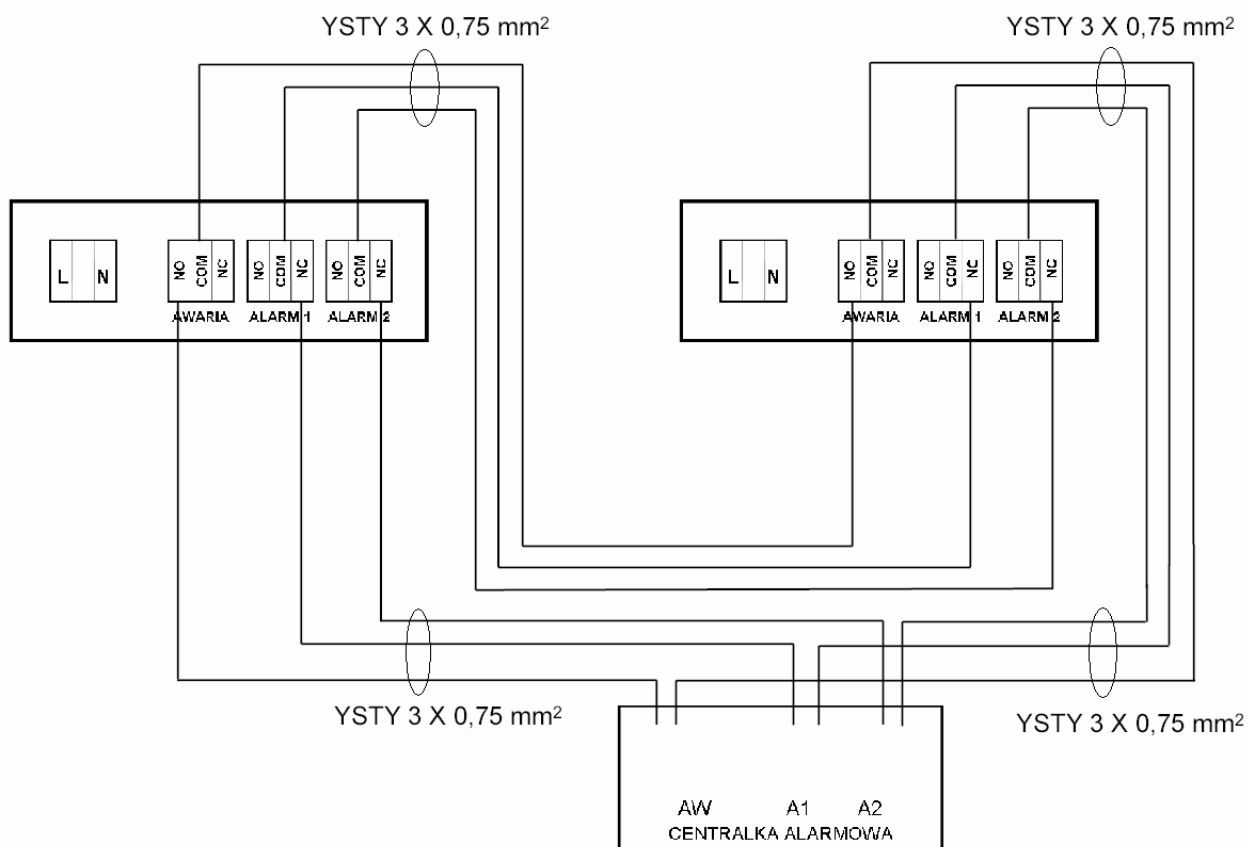 YSTY 3 X 0,75 mm²
YSTY 3 X 0,75 mm²
L N
NO COM NC
NO COM NC
NO COM NC
AWARIA ALARM 1 ALARM 2
L N
NO COM NC
NO COM NC
NO COM NC
AWARIA ALARM 1 ALARM 2
YSTY 3 X 0,75 mm²
YSTY 3 X 0,75 mm²
AW A1 A2
CENTRALKA ALARMOWA